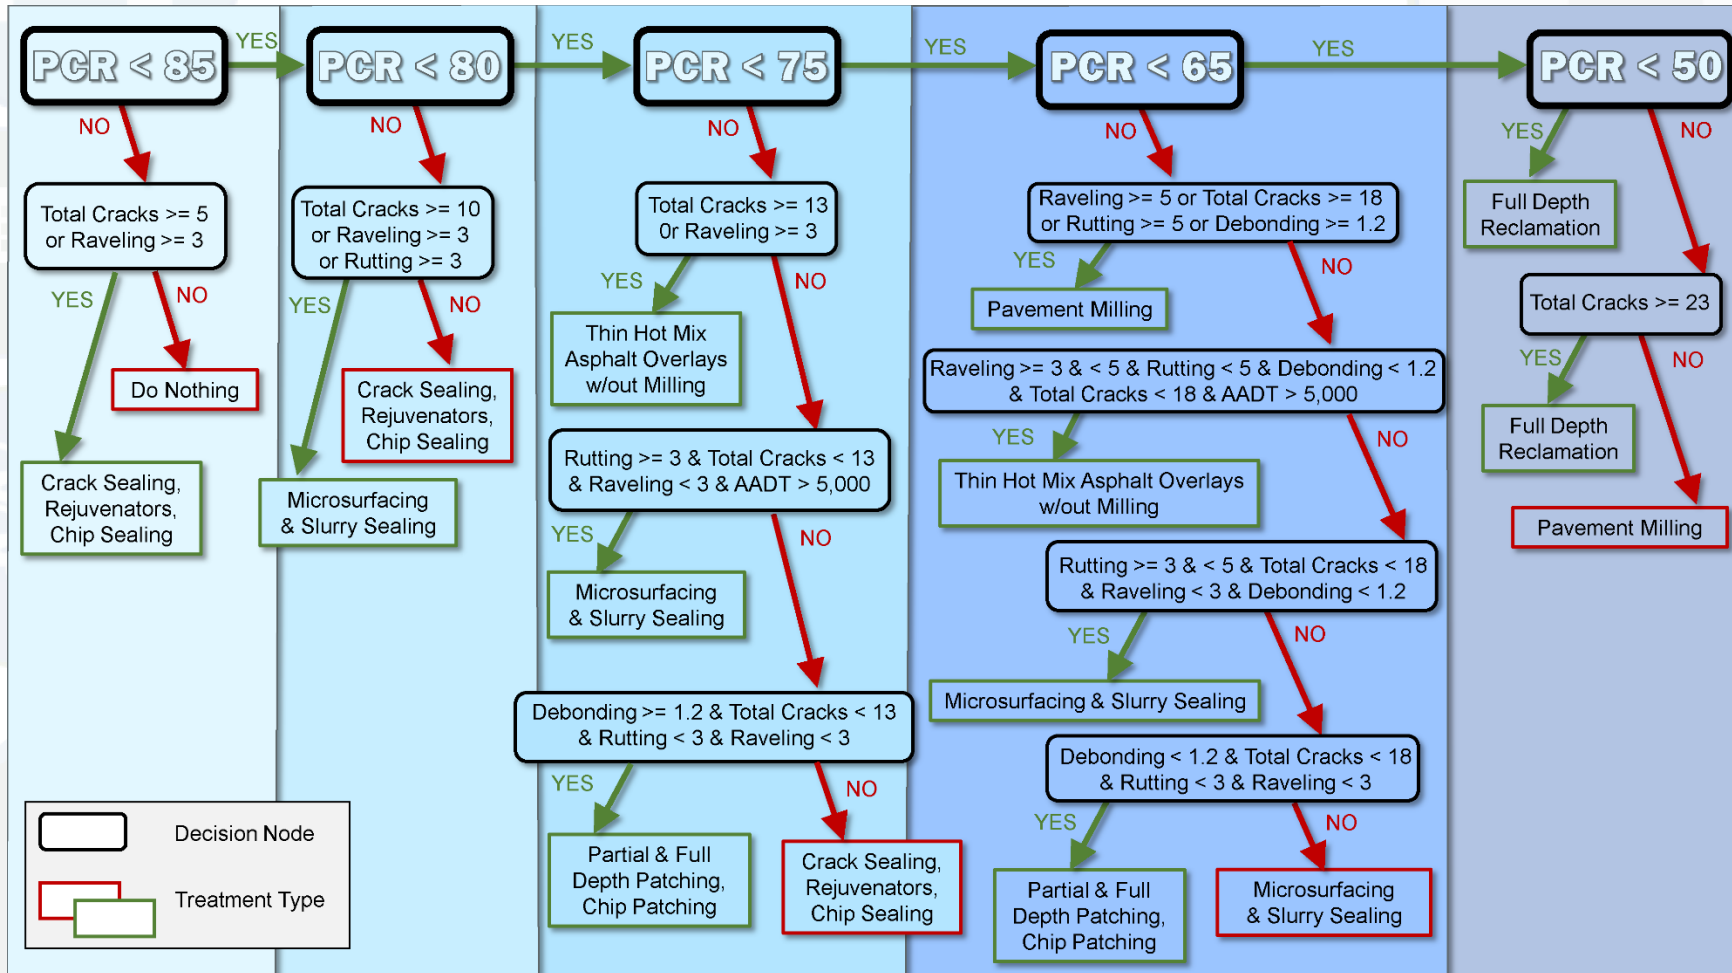 PCR < 85
YES
PCR < 80
YES
PCR < 75
YES
PCR < 65
YES
PCR < 50
NO
Total Cracks >= 5
or Raveling >= 3
YES
NO
Do Nothing
Crack Sealing,
Rejuvenators,
Chip Sealing
NO
Total Cracks >= 10
or Raveling >= 3
or Rutting >= 3
YES
NO
Crack Sealing,
Rejuvenators,
Chip Sealing
Microsurfacing
& Slurry Sealing
NO
Total Cracks >= 13
0r Raveling >= 3
YES
NO
Thin Hot Mix
Asphalt Overlays
w/out Milling
Rutting >= 3 & Total Cracks < 13
& Raveling < 3 & AADT > 5,000
YES
NO
Microsurfacing
& Slurry Sealing
Debonding >= 1.2 & Total Cracks < 13
& Rutting < 3 & Raveling < 3
YES
NO
Partial & Full
Depth Patching,
Chip Patching
Crack Sealing,
Rejuvenators,
Chip Sealing
NO
Raveling >= 5 or Total Cracks >= 18
or Rutting >= 5 or Debonding >= 1.2
YES
NO
Pavement Milling
Raveling >= 3 & < 5 & Rutting < 5 & Debonding < 1.2
& Total Cracks < 18 & AADT > 5,000
YES
NO
Thin Hot Mix Asphalt Overlays
w/out Milling
Rutting >= 3 & < 5 & Total Cracks < 18
& Raveling < 3 & Debonding < 1.2
YES
NO
Microsurfacing & Slurry Sealing
Debonding < 1.2 & Total Cracks < 18
& Rutting < 3 & Raveling < 3
YES
NO
Partial & Full
Depth Patching,
Chip Patching
Microsurfacing
& Slurry Sealing
YES
NO
Full Depth
Reclamation
Total Cracks >= 23
YES
NO
Full Depth
Reclamation
Pavement Milling
Decision Node
Treatment Type